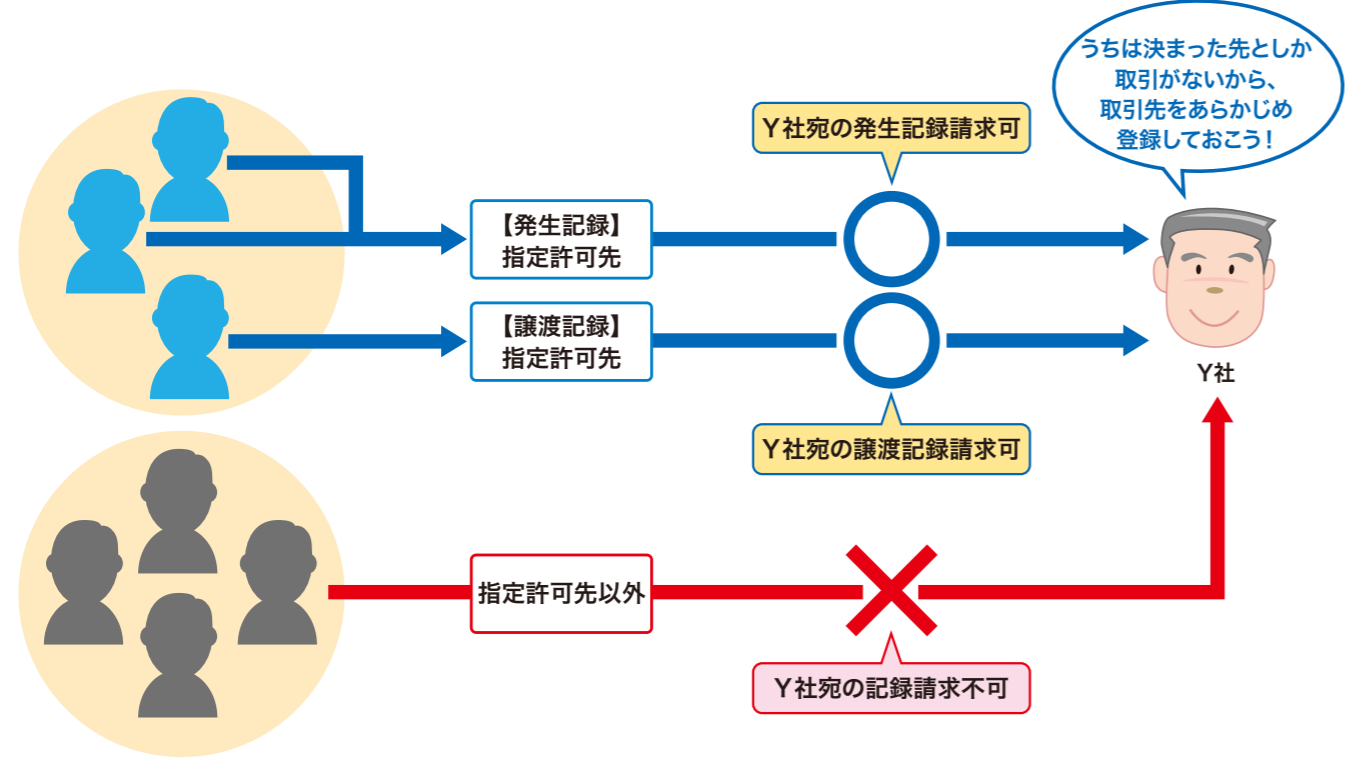 うちは決まった先としか
取引がないから、
取引先をあらかじめ
登録しておこう！
Y社宛の発生記録請求可
【発生記録】
指定許可先
【譲渡記録】
指定許可先
Y社
Y社宛の譲渡記録請求可
指定許可先以外
Y社宛の記録請求不可